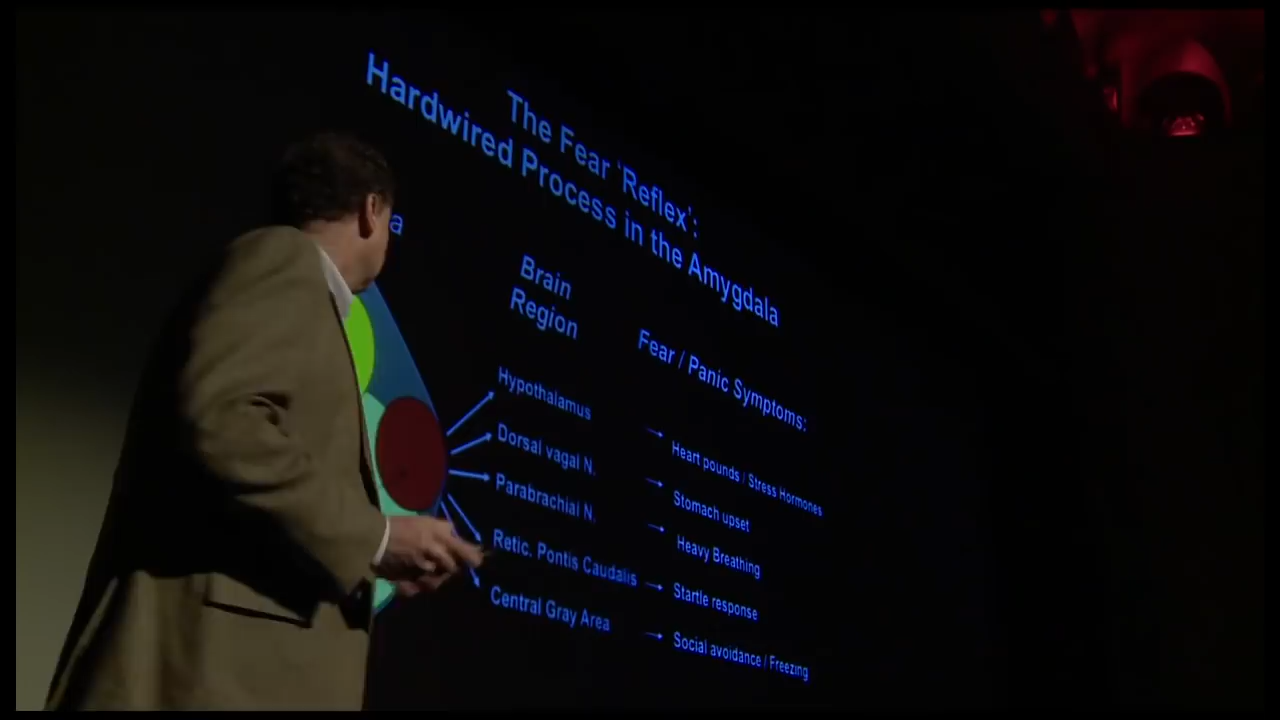 The Fear ‘Reflex’:
Hardwired Process in the Amygdala
a
Brain
Region
Fear / Panic Symptoms:
Hypothalamus → Heart pounds / Stress Hormones
Dorsal vagal N. → Stomach upset
Parabrachial N. → Heavy Breathing
Retic. Pontis Caudalis → Startle response
Central Gray Area → Social avoidance / Freezing